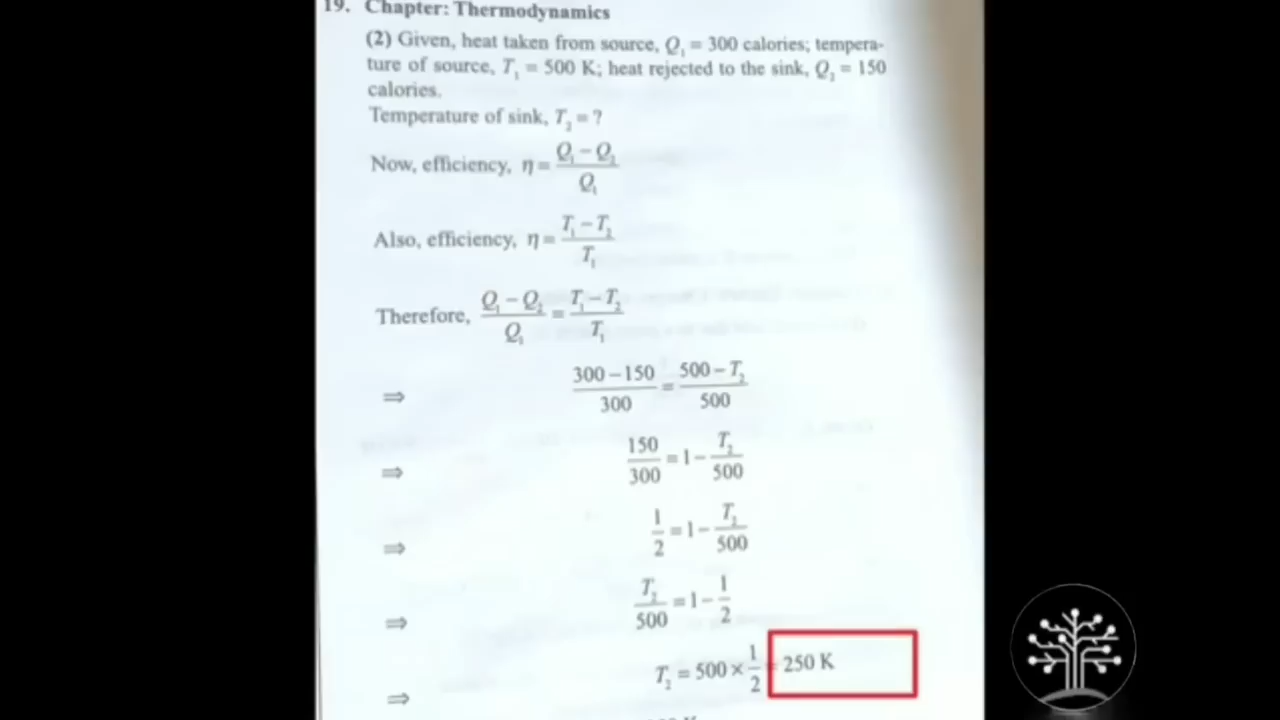 19. Chapter: Thermodynamics
(2) Given, heat taken from source, Q₁ = 300 calories; tempera-
ture of source, T₁ = 500 K; heat rejected to the sink, Q₂ = 150
calories.
Temperature of sink, T₂ = ?
Now, efficiency, η = (Q₁ − Q₂)/Q₁
Also, efficiency, η = (T₁ − T₂)/T₁
Therefore, (Q₁ − Q₂)/Q₁ = (T₁ − T₂)/T₁
⇒ (300 − 150)/300 = (500 − T₂)/500
⇒ 150/300 = 1 − T₂/500
⇒ 1/2 = 1 − T₂/500
⇒ T₂/500 = 1 − 1/2
⇒ T₂ = 500 × 1/2 = 250 K